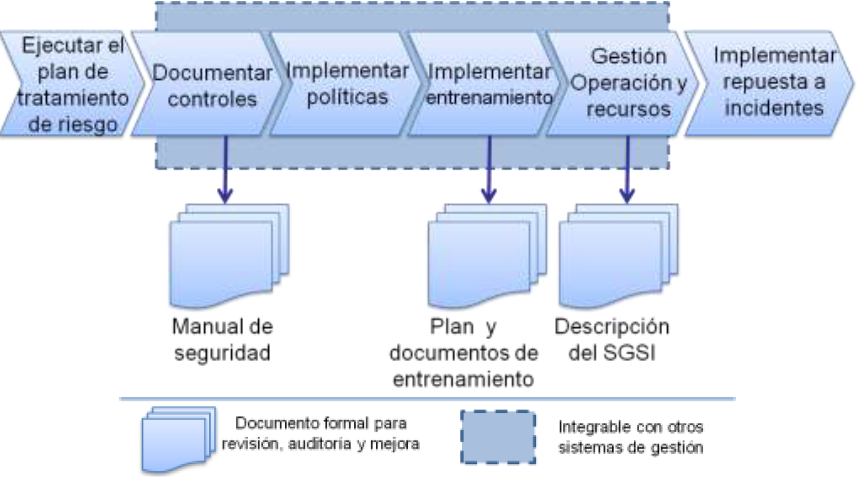 Ejecutar el
plan de
tratamiento
de riesgo
Documentar
controles
Implementar
políticas
Implementar
entrenamiento
Gestión
Operación y
recursos
Implementar
repuesta a
incidentes
Manual de
seguridad
Plan y
documentos de
entrenamiento
Descripción
del SGSI
Documento formal para
revisión, auditoría y mejora
Integrable con otros
sistemas de gestión